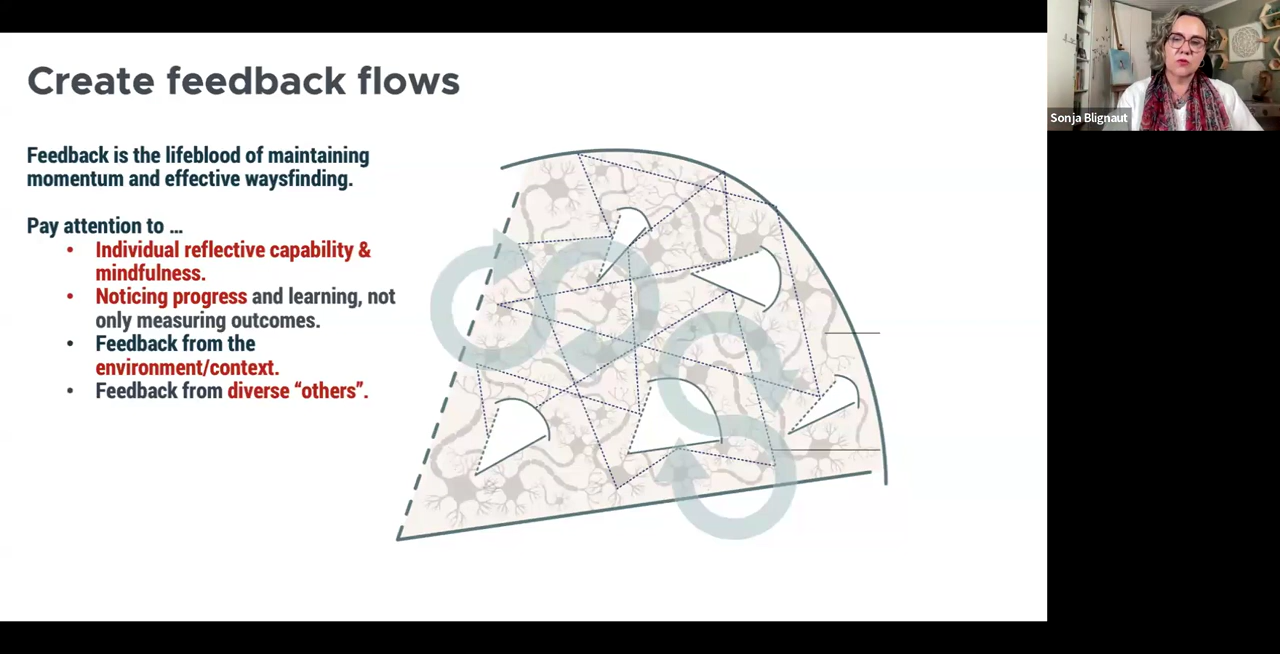 Create feedback flows
Sonja Blignaut
Feedback is the lifeblood of maintaining
momentum and effective waysfinding.
Pay attention to ...
• Individual reflective capability &
mindfulness.
• Noticing progress and learning, not
only measuring outcomes.
• Feedback from the
environment/context.
• Feedback from diverse “others”.